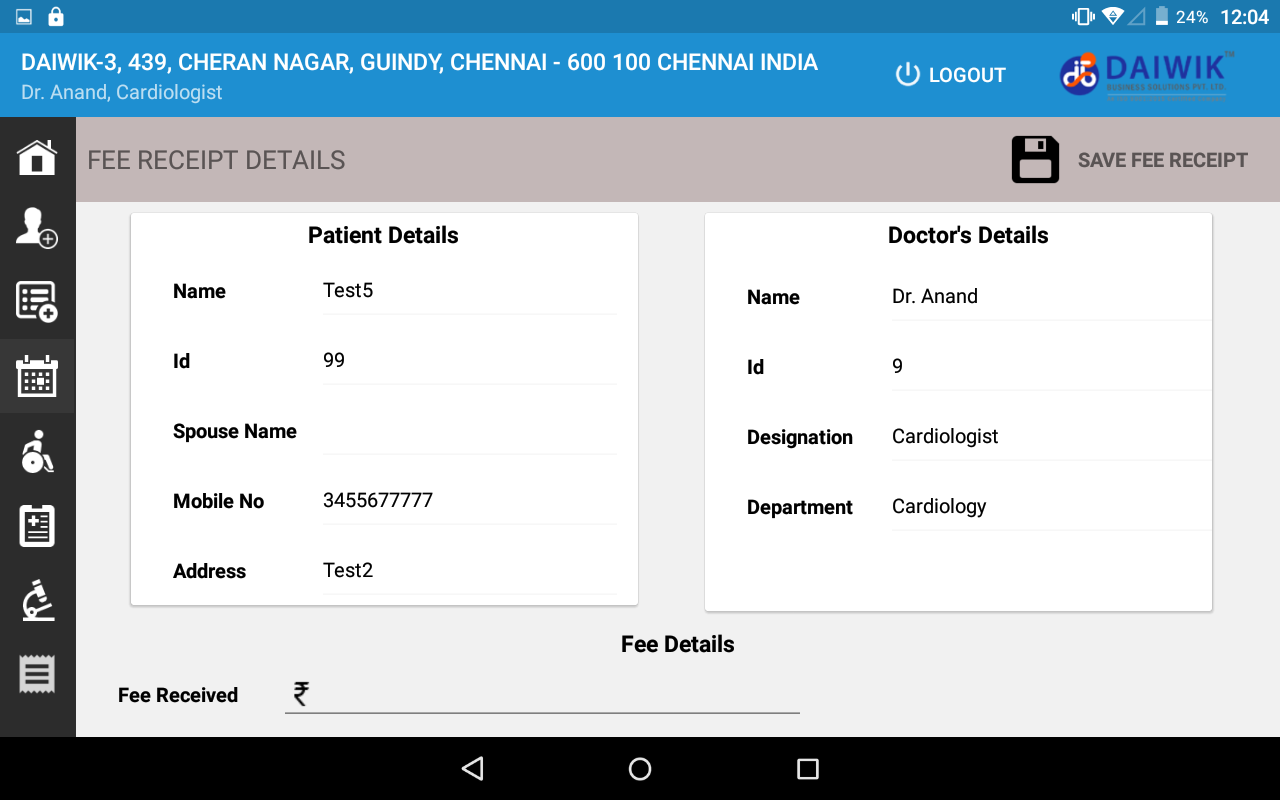 24% 12:04
DAIWIK-3, 439, CHERAN NAGAR, GUINDY, CHENNAI - 600 100 CHENNAI INDIA
Dr. Anand, Cardiologist
LOGOUT
DAIWIK TM
BUSINESS SOLUTIONS PVT. LTD.
FEE RECEIPT DETAILS
SAVE FEE RECEIPT
Patient Details
Name Test5
Id 99
Spouse Name
Mobile No 3455677777
Address Test2
Doctor's Details
Name Dr. Anand
Id 9
Designation Cardiologist
Department Cardiology
Fee Details
Fee Received ₹